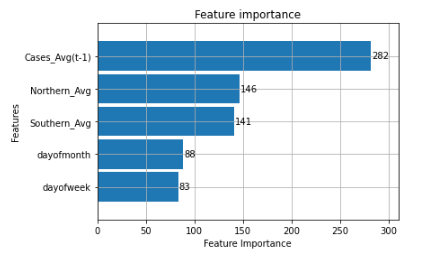 Feature importance
Cases_Avg(t-1)
282
Northern_Avg
146
Southern_Avg
141
dayofmonth
88
dayofweek
83
Features
0 50 100 150 200 250 300
Feature Importance